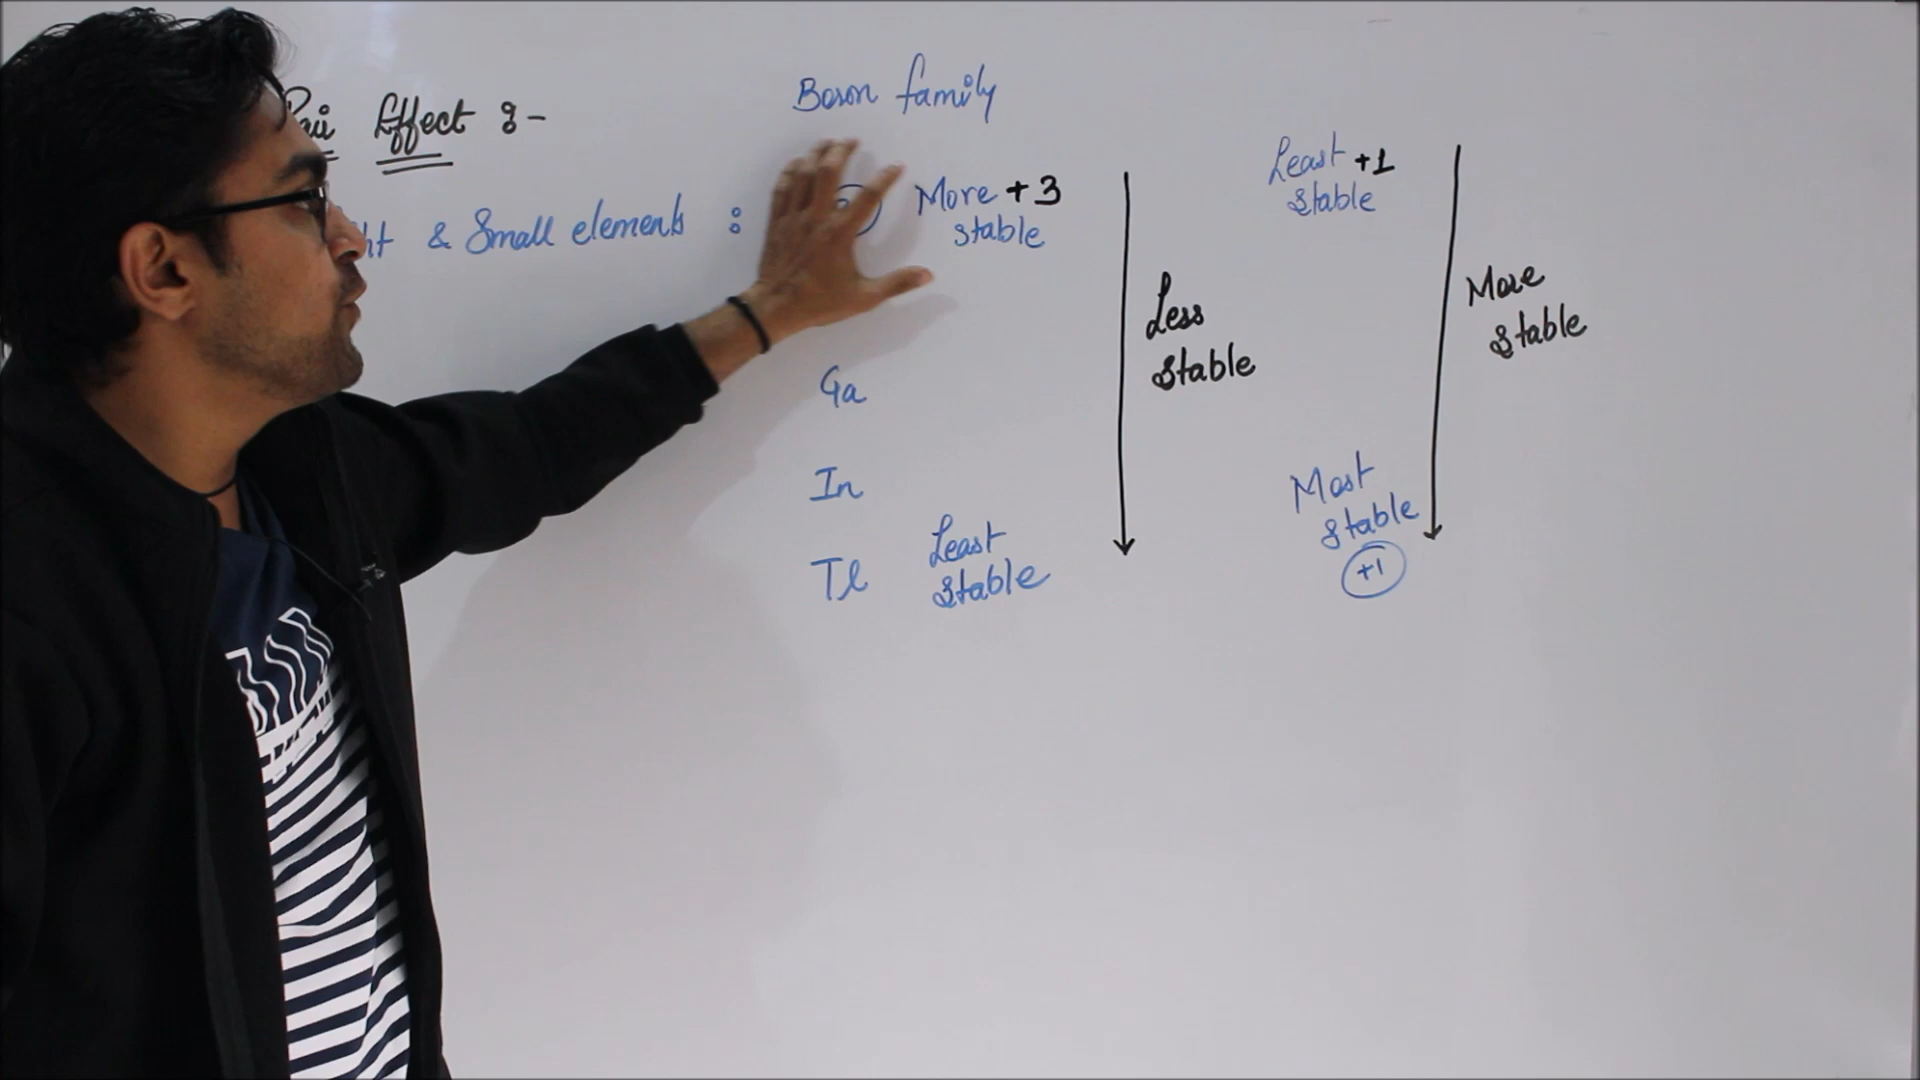 Effect :-
Boron family
& Small elements :
More +3
stable
Ga
In
Tl
Least
stable
Less
stable
Least +1
stable
More
stable
Most
stable
+1